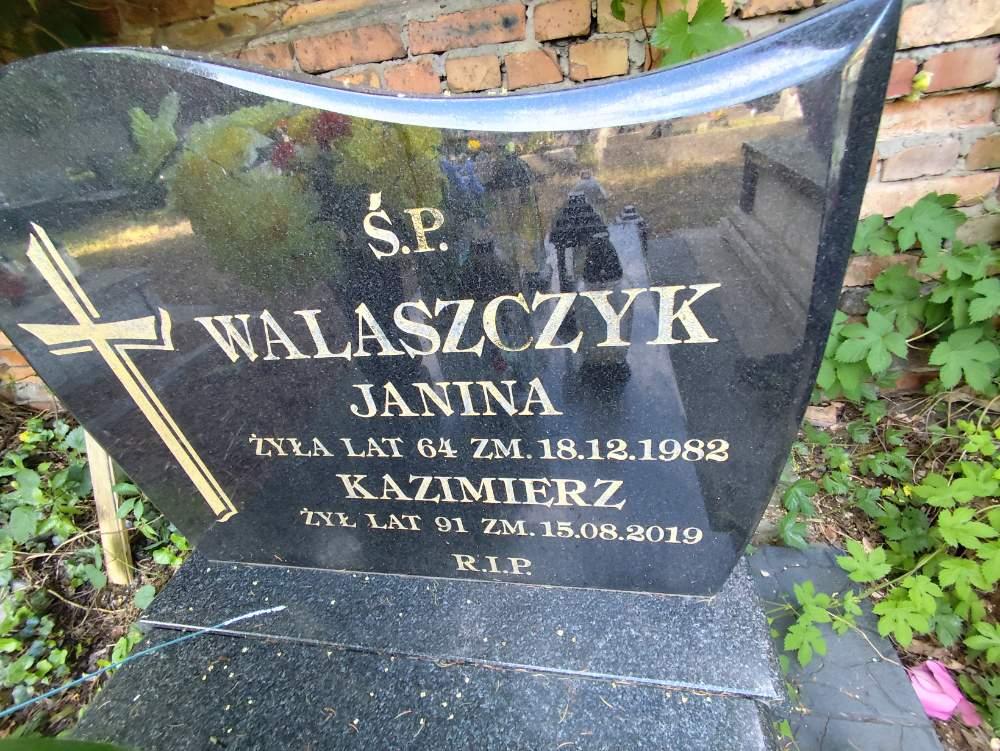 Ś.P.
WALASZCZYK
JANINA
ŻYŁA LAT 64 ZM. 18.12.1982
KAZIMIERZ
ŻYŁ LAT 91 ZM. 15.08.2019
R.I.P.